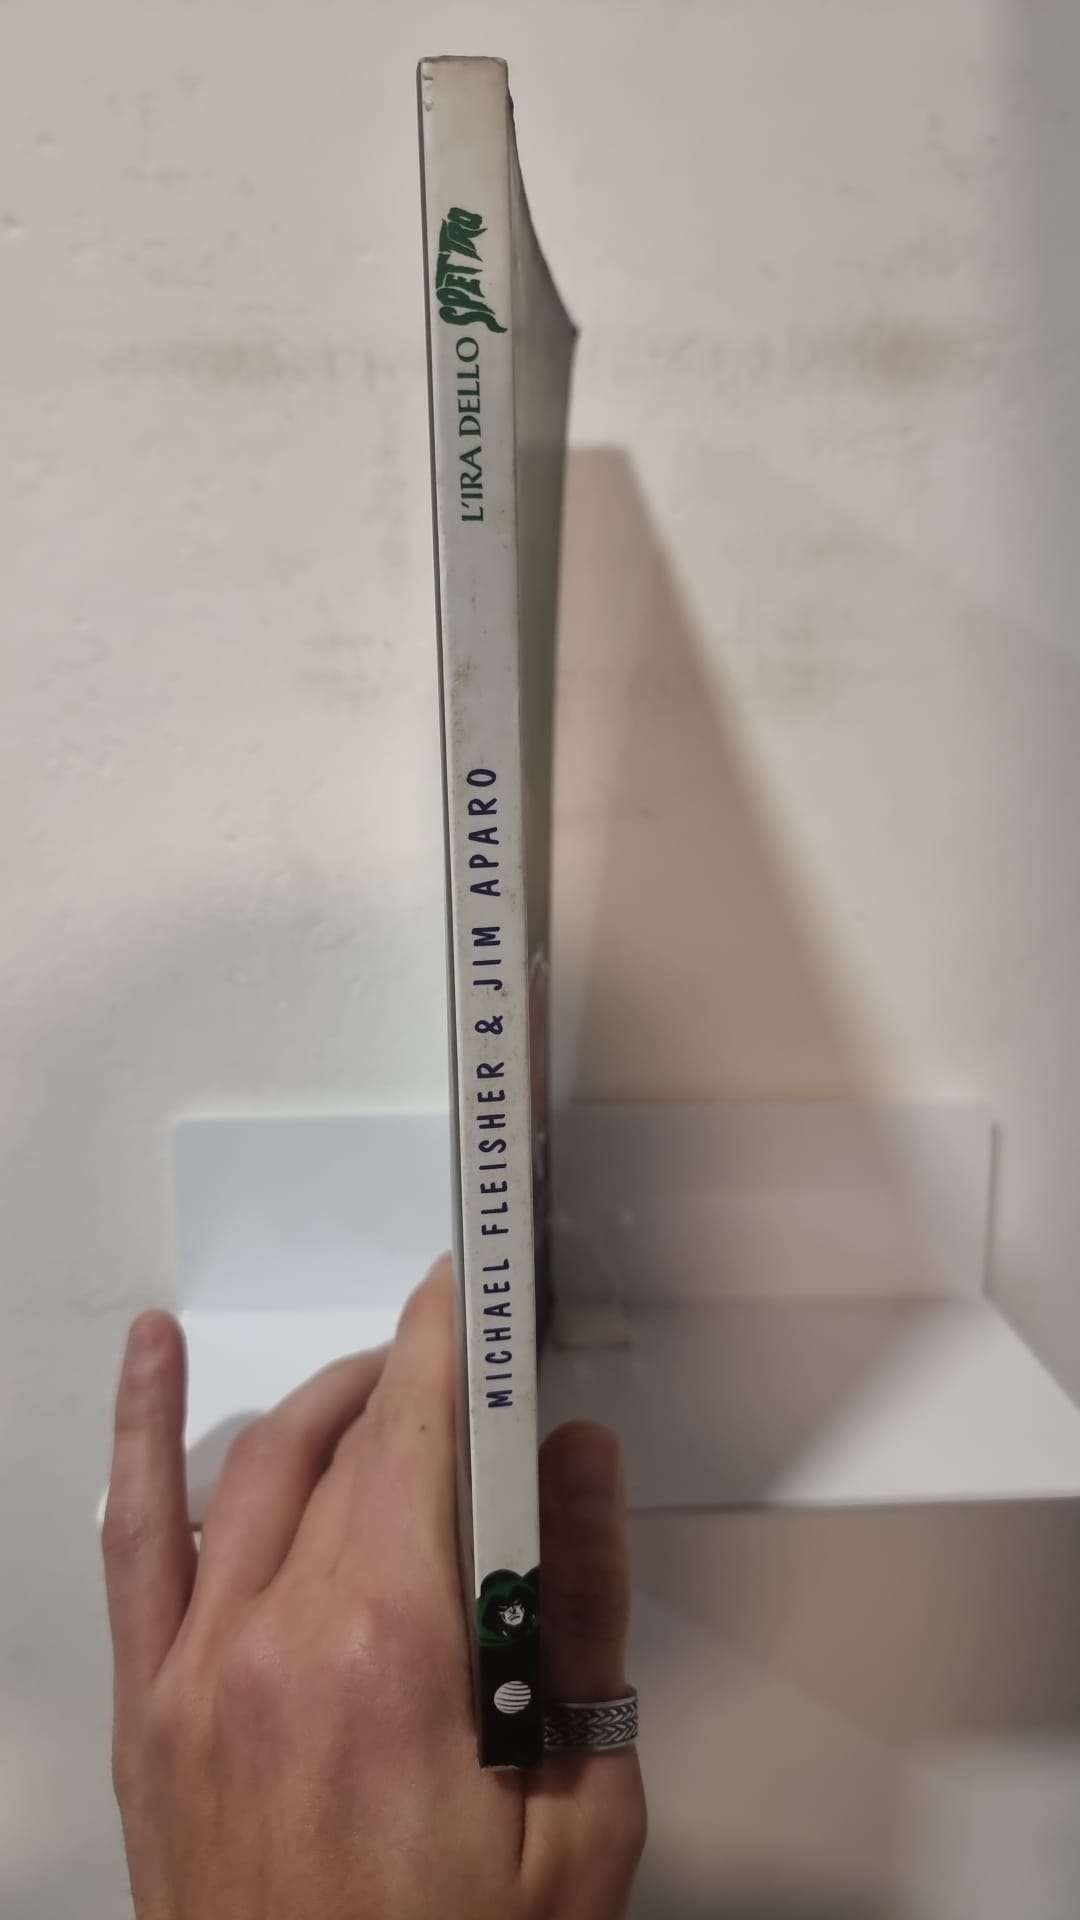 L'IRA DELLO SPETTRO
MICHAEL FLEISHER & JIM APARO